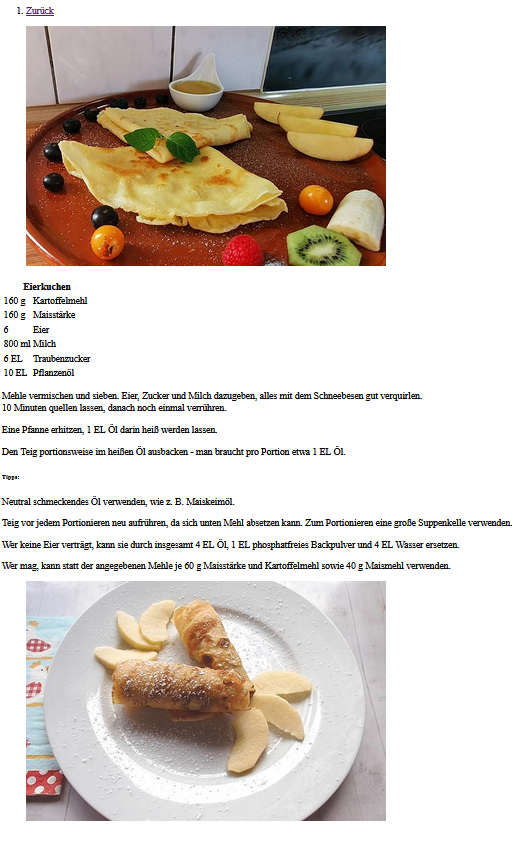 1. Zurück
Eierkuchen
160 g Kartoffelmehl
160 g Maisstärke
6 Eier
800 ml Milch
6 EL Traubenzucker
10 EL Pflanzenöl
Mehle vermischen und sieben. Eier, Zucker und Milch dazugeben, alles mit dem Schneebesen gut verquirlen.
10 Minuten quellen lassen, danach noch einmal verrühren.
Eine Pfanne erhitzen, 1 EL Öl darin heiß werden lassen.
Den Teig portionsweise im heißen Öl ausbacken - man braucht pro Portion etwa 1 EL Öl.
Tipps:
Neutral schmeckendes Öl verwenden, wie z. B. Maiskeimöl.
Teig vor jedem Portionieren neu aufrühren, da sich unten Mehl absetzen kann. Zum Portionieren eine große Suppenkelle verwenden.
Wer keine Eier verträgt, kann sie durch insgesamt 4 EL Öl, 1 EL phosphatfreies Backpulver und 4 EL Wasser ersetzen.
Wer mag, kann statt der angegebenen Mehle je 60 g Maisstärke und Kartoffelmehl sowie 40 g Maismehl verwenden.